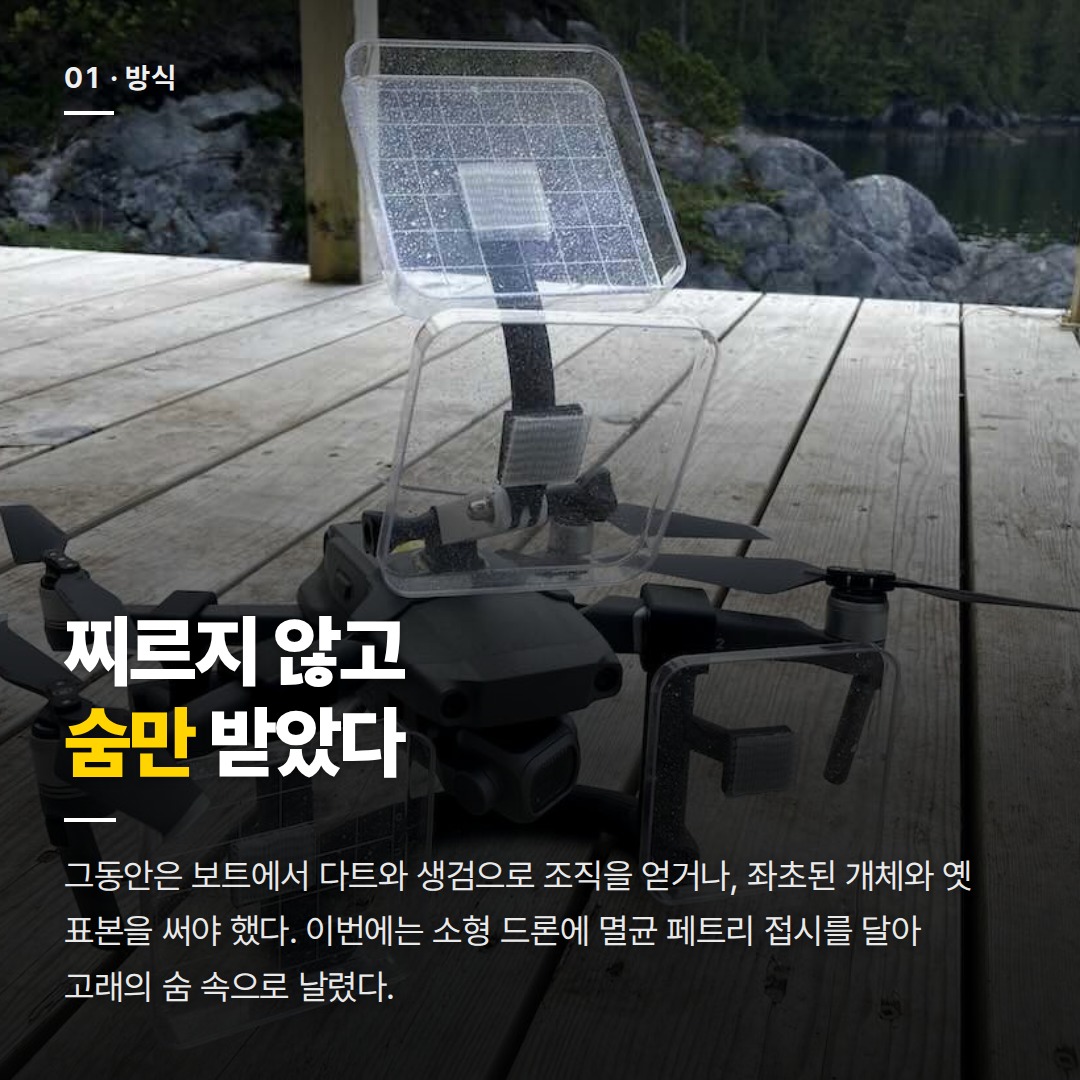 01 · 방식
찌르지 않고
숨만 받았다
그동안은 보트에서 다트와 생검으로 조직을 얻거나, 좌초된 개체와 옛
표본을 써야 했다. 이번에는 소형 드론에 멸균 페트리 접시를 달아
고래의 숨 속으로 날렸다.
2